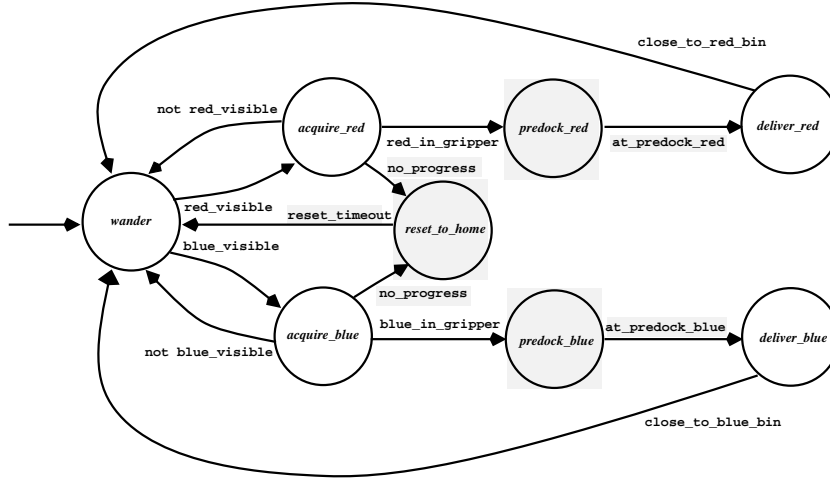 close_to_red_bin
not red_visible
acquire_red
predock_red
deliver_red
red_in_gripper
at_predock_red
no_progress
wander
red_visible
reset_timeout
reset_to_home
blue_visible
no_progress
acquire_blue
blue_in_gripper
at_predock_blue
predock_blue
deliver_blue
not blue_visible
close_to_blue_bin